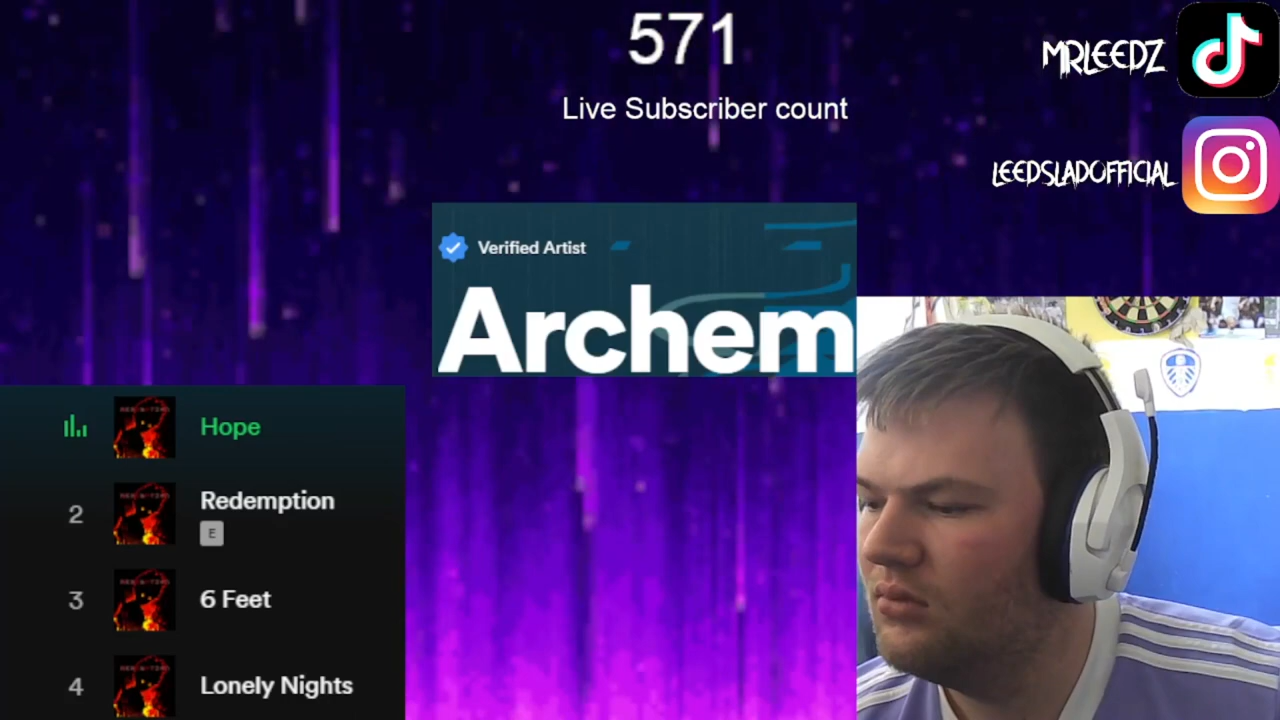 571
Live Subscriber count
MRLEEDZ
LEEDSLADOFFICIAL
Verified Artist
Archem
Hope
2
Redemption
E
3
6 Feet
4
Lonely Nights